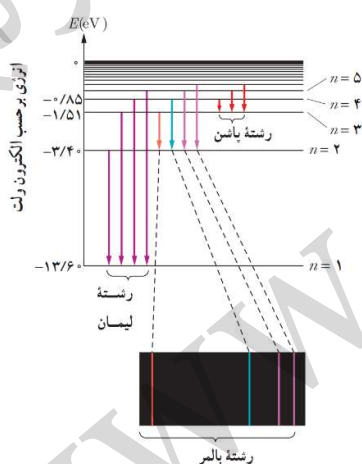 E(eV)
انرژی برحسب الکترون ولت
۰
−۰/۸۵
−۱/۵۱
−۳/۴۰
−۱۳/۶۰
n = ۵
n = ۴
n = ۳
n = ۲
n = ۱
رشتهٔ پاشن
رشتهٔ
لیمان
رشتهٔ بالمر